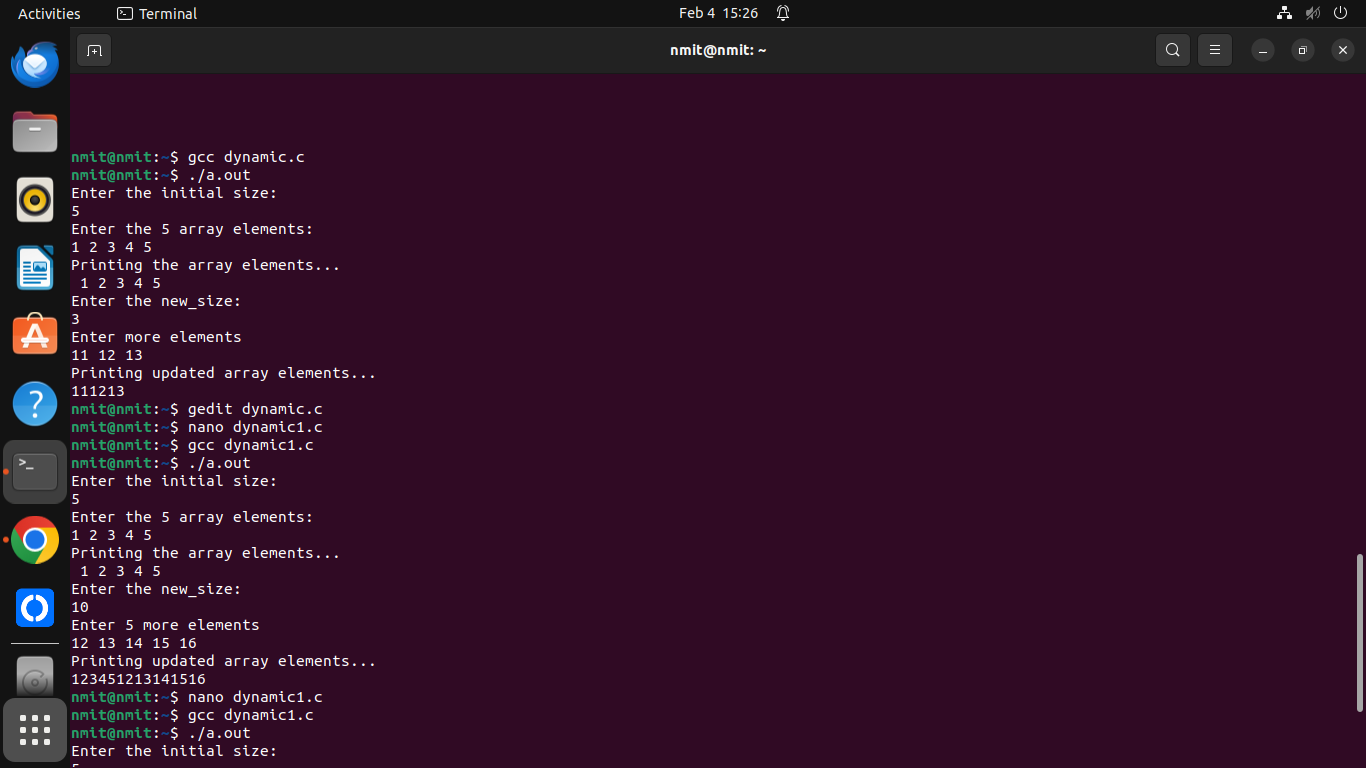 Activities Terminal Feb 4 15:26
nmit@nmit: ~
nmit@nmit:~$ gcc dynamic.c
nmit@nmit:~$ ./a.out
Enter the initial size:
5
Enter the 5 array elements:
1 2 3 4 5
Printing the array elements...
 1 2 3 4 5
Enter the new_size:
3
Enter more elements
11 12 13
Printing updated array elements...
111213
nmit@nmit:~$ gedit dynamic.c
nmit@nmit:~$ nano dynamic1.c
nmit@nmit:~$ gcc dynamic1.c
nmit@nmit:~$ ./a.out
Enter the initial size:
5
Enter the 5 array elements:
1 2 3 4 5
Printing the array elements...
 1 2 3 4 5
Enter the new_size:
10
Enter 5 more elements
12 13 14 15 16
Printing updated array elements...
123451213141516
nmit@nmit:~$ nano dynamic1.c
nmit@nmit:~$ gcc dynamic1.c
nmit@nmit:~$ ./a.out
Enter the initial size: